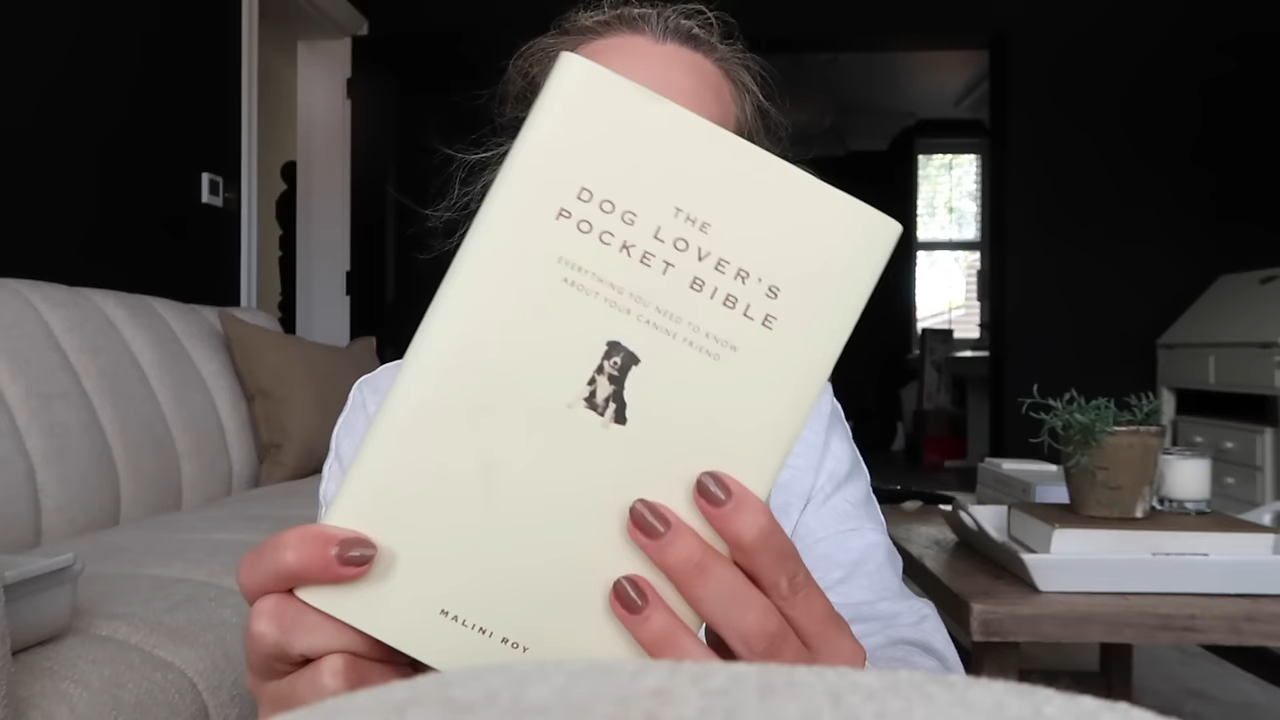 THE
DOG LOVER'S
POCKET BIBLE
EVERYTHING YOU NEED TO KNOW
ABOUT YOUR CANINE FRIEND
MALINI ROY